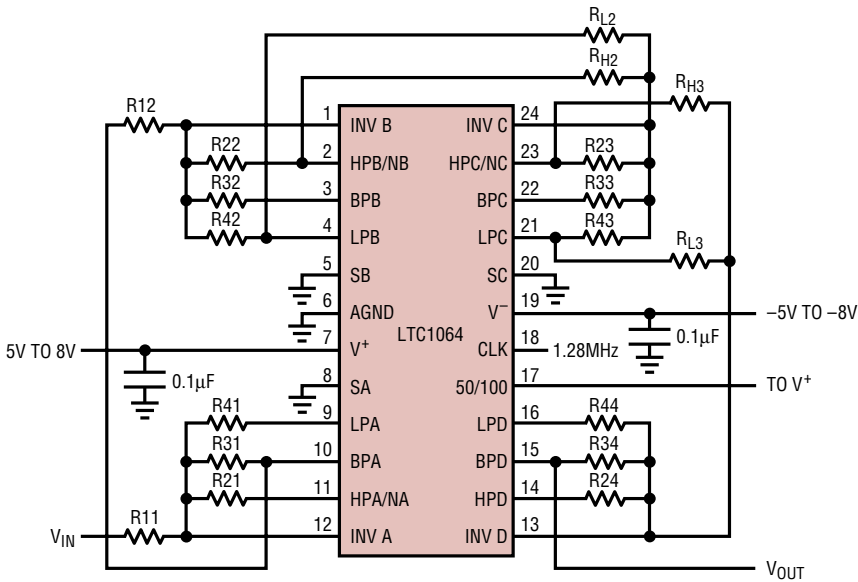 RL2
RH2
RH3
R12
1 INV B INV C 24
R22 2 HPB/NB HPC/NC 23 R23
R32 3 BPB BPC 22 R33
R42 4 LPB LPC 21 R43
RL3
5 SB SC 20
6 AGND V– 19 –5V TO –8V
LTC1064
5V TO 8V 7 V+ CLK 18 1.28MHz 0.1µF
0.1µF 8 SA 50/100 17 TO V+
R41 9 LPA LPD 16 R44
R31 10 BPA BPD 15 R34
R21 11 HPA/NA HPD 14 R24
VIN R11 12 INV A INV D 13
VOUT